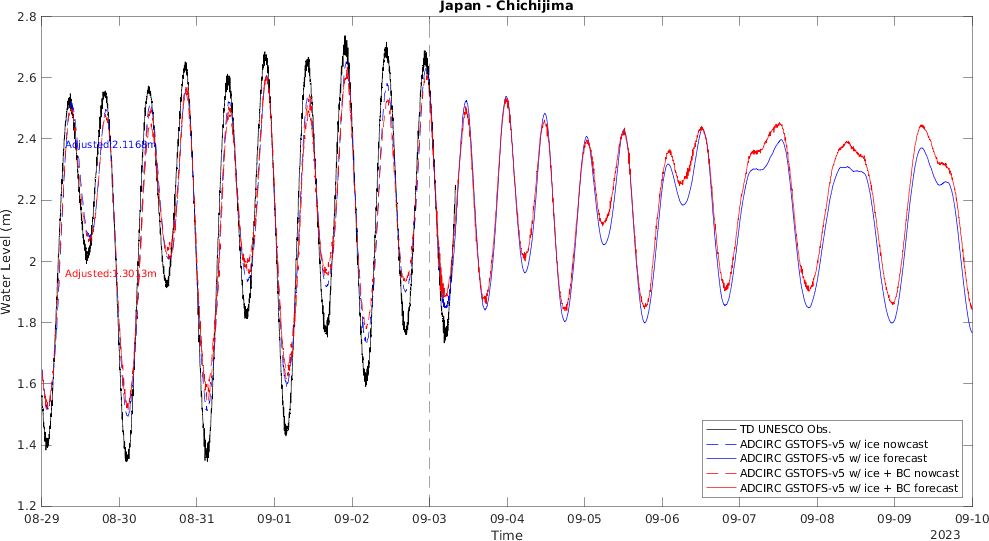 Japan - Chichijima
2.8
2.6
2.4
2.2
2
1.8
1.6
1.4
1.2
Water Level (m)
Adjusted:2.1168m
Adjusted:1.3013m
TD UNESCO Obs.
ADCIRC GSTOFS-v5 w/ ice nowcast
ADCIRC GSTOFS-v5 w/ ice forecast
ADCIRC GSTOFS-v5 w/ ice + BC nowcast
ADCIRC GSTOFS-v5 w/ ice + BC forecast
08-29 08-30 08-31 09-01 09-02 09-03 09-04 09-05 09-06 09-07 09-08 09-09 09-10
Time
2023